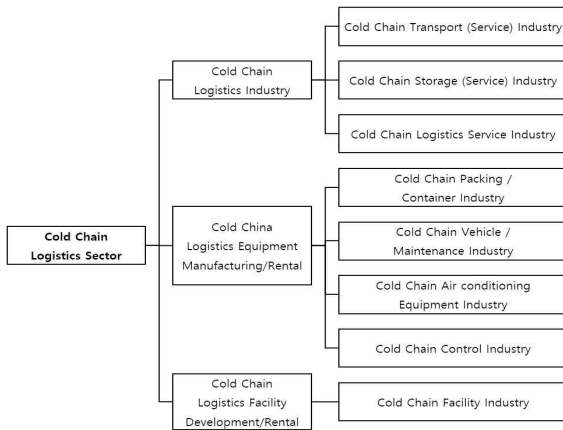 Cold Chain
Logistics Sector
Cold Chain
Logistics Industry
Cold Chain Transport (Service) Industry
Cold Chain Storage (Service) Industry
Cold Chain Logistics Service Industry
Cold China
Logistics Equipment
Manufacturing/Rental
Cold Chain Packing /
Container Industry
Cold Chain Vehicle /
Maintenance Industry
Cold Chain Air conditioning
Equipment Industry
Cold Chain Control Industry
Cold Chain
Logistics Facility
Development/Rental
Cold Chain Facility Industry